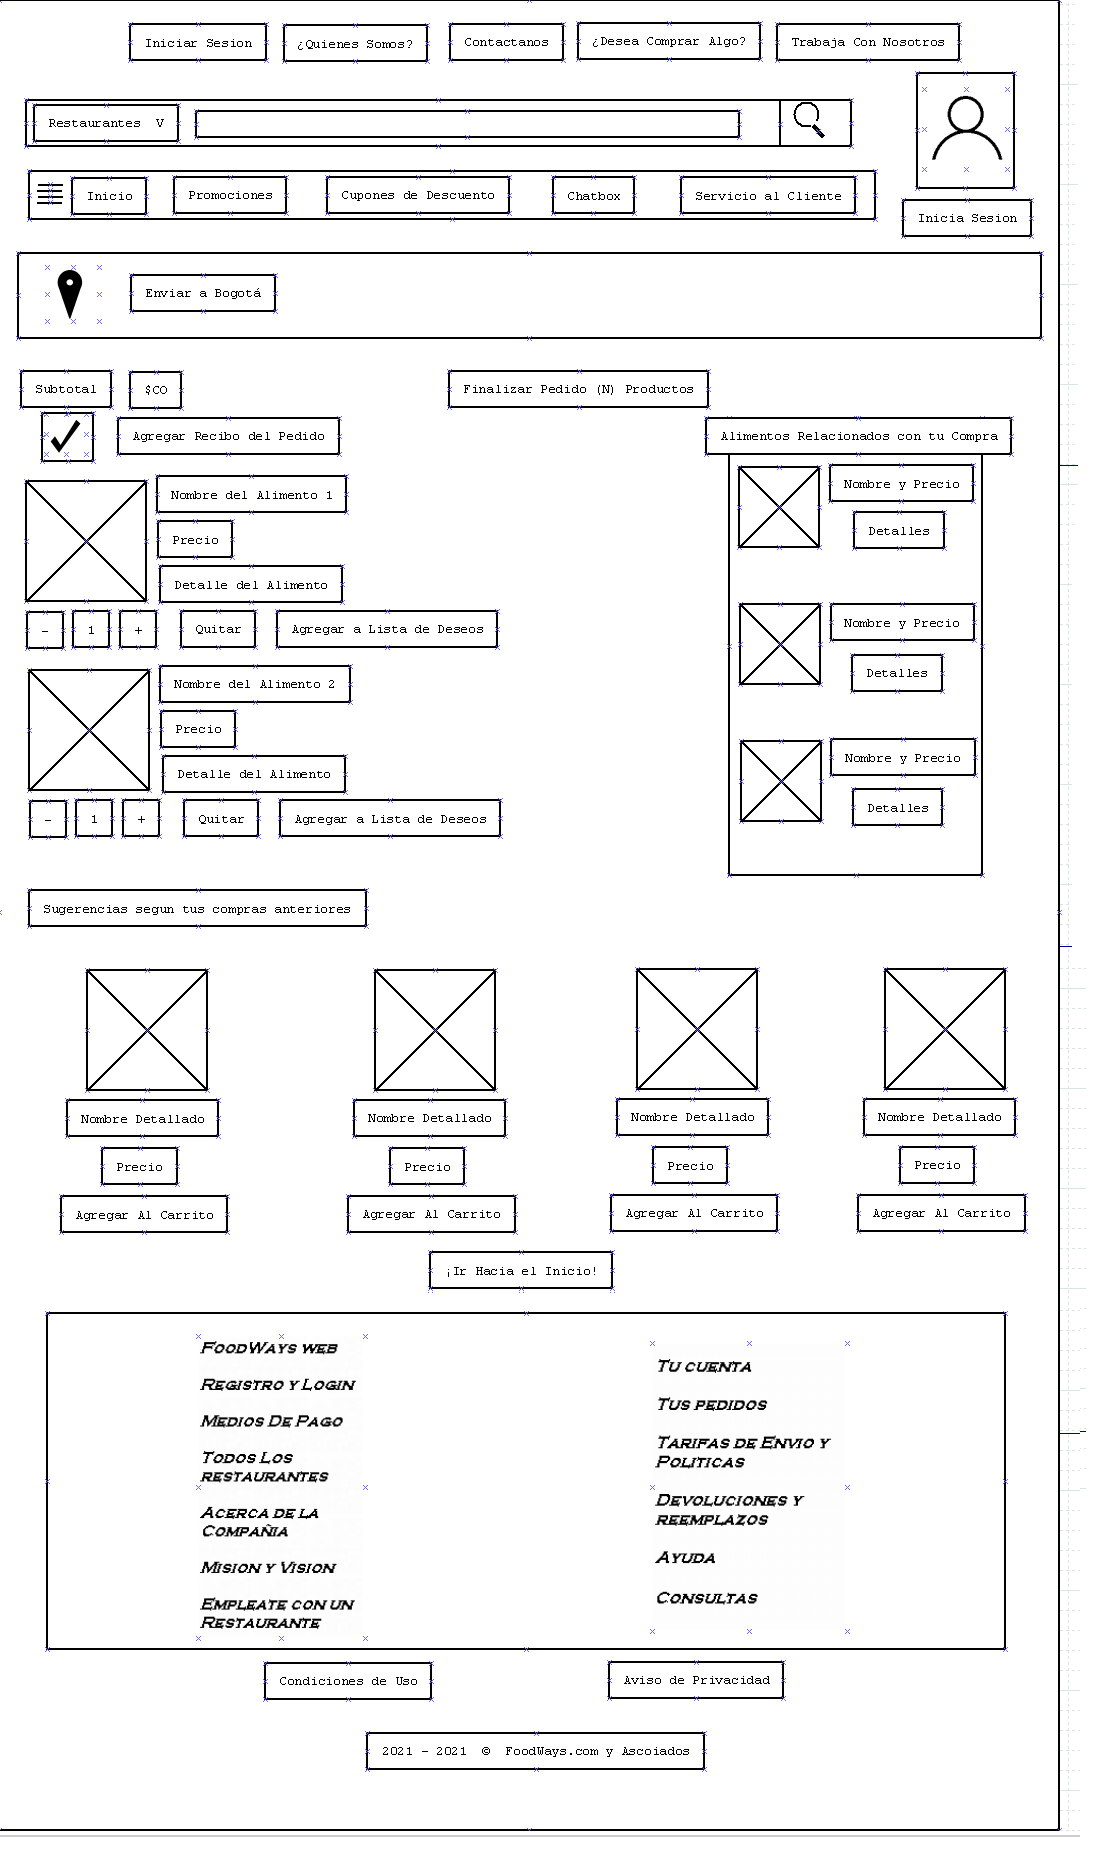 Iniciar Sesion
¿Quienes Somos?
Contactanos
¿Desea Comprar Algo?
Trabaja Con Nosotros
Restaurantes V
Inicio
Promociones
Cupones de Descuento
Chatbox
Servicio al Cliente
Inicia Sesion
Enviar a Bogotá
Subtotal
$CO
Finalizar Pedido (N) Productos
Agregar Recibo del Pedido
Alimentos Relacionados con tu Compra
Nombre del Alimento 1
Precio
Detalle del Alimento
- 1 +
Quitar
Agregar a Lista de Deseos
Nombre del Alimento 2
Precio
Detalle del Alimento
- 1 +
Quitar
Agregar a Lista de Deseos
Nombre y Precio
Detalles
Nombre y Precio
Detalles
Nombre y Precio
Detalles
Sugerencias segun tus compras anteriores
Nombre Detallado
Nombre Detallado
Nombre Detallado
Nombre Detallado
Precio
Precio
Precio
Precio
Agregar Al Carrito
Agregar Al Carrito
Agregar Al Carrito
Agregar Al Carrito
¡Ir Hacia el Inicio!
FoodWays web
Registro y Login
Medios De Pago
Todos Los
restaurantes
Acerca de la
Compañia
Mision y Vision
Empleate con un
Restaurante
Tu cuenta
Tus pedidos
Tarifas de Envio y
Politicas
Devoluciones y
reemplazos
Ayuda
Consultas
Condiciones de Uso
Aviso de Privacidad
2021 - 2021 © FoodWays.com y Ascoiados